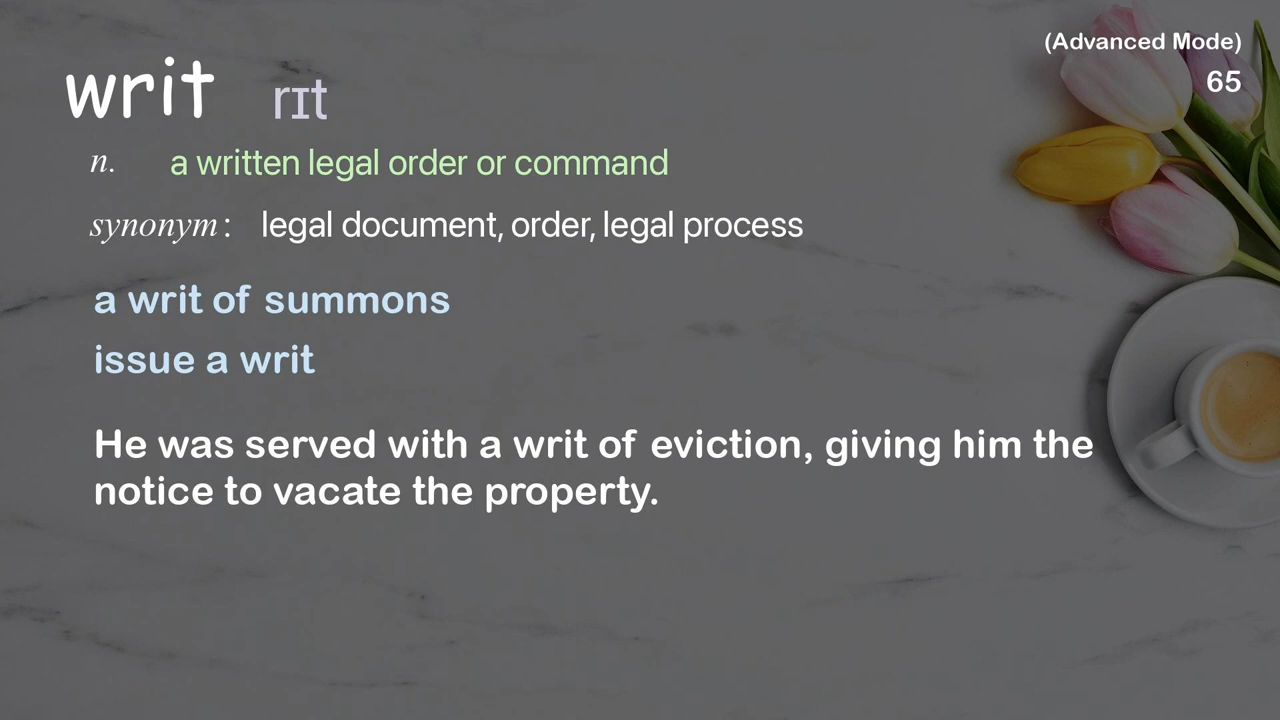 (Advanced Mode)
65
writ rɪt
n. a written legal order or command
synonym: legal document, order, legal process
a writ of summons
issue a writ
He was served with a writ of eviction, giving him the
notice to vacate the property.